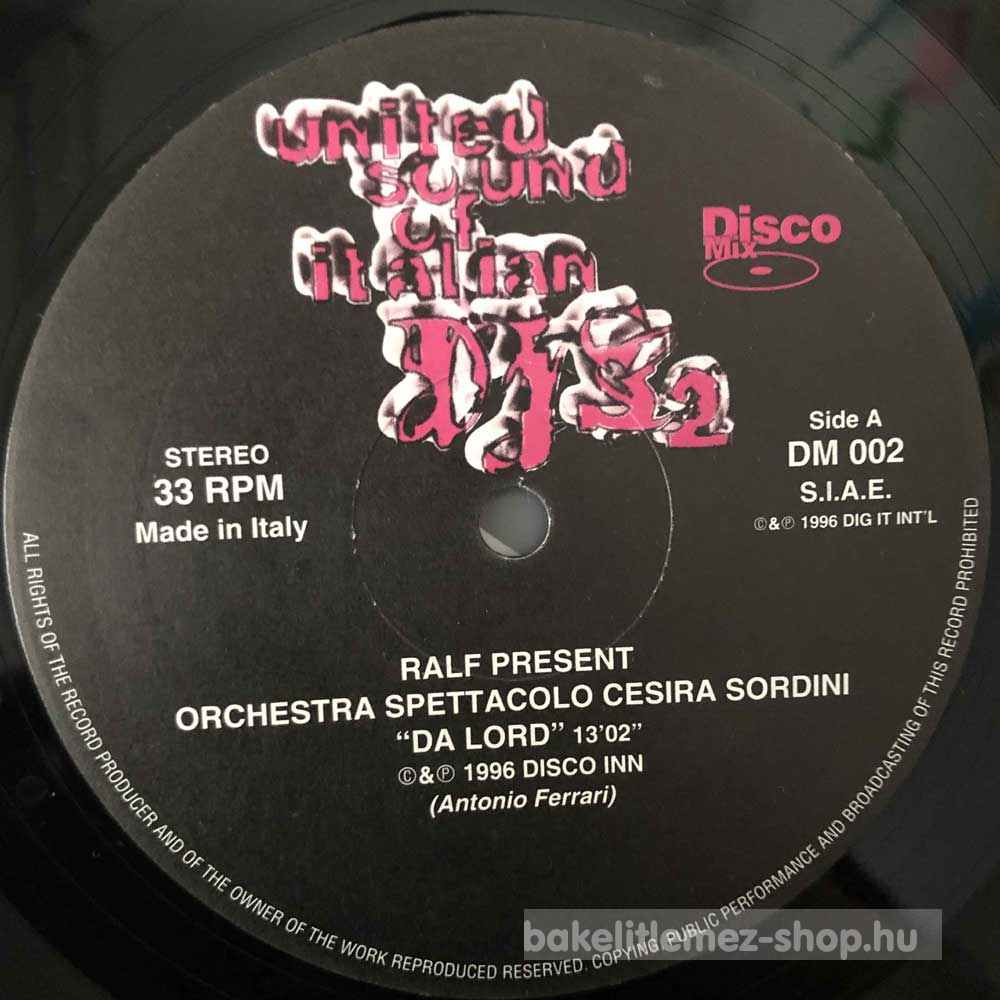 united
sound
of
italian
DJS 2
Disco
Mix
Side A
DM 002
S.I.A.E.
©&℗ 1996 DIG IT INT'L
STEREO
33 RPM
Made in Italy
RALF PRESENT
ORCHESTRA SPETTACOLO CESIRA SORDINI
“DA LORD” 13’02”
©&℗ 1996 DISCO INN
(Antonio Ferrari)
ALL RIGHTS OF THE RECORD PRODUCER AND OF THE OWNER OF THE WORK REPRODUCED RESERVED. COPYING, PUBLIC PERFORMANCE AND BROADCASTING OF THIS RECORD PROHIBITED
bakelitlemez-shop.hu